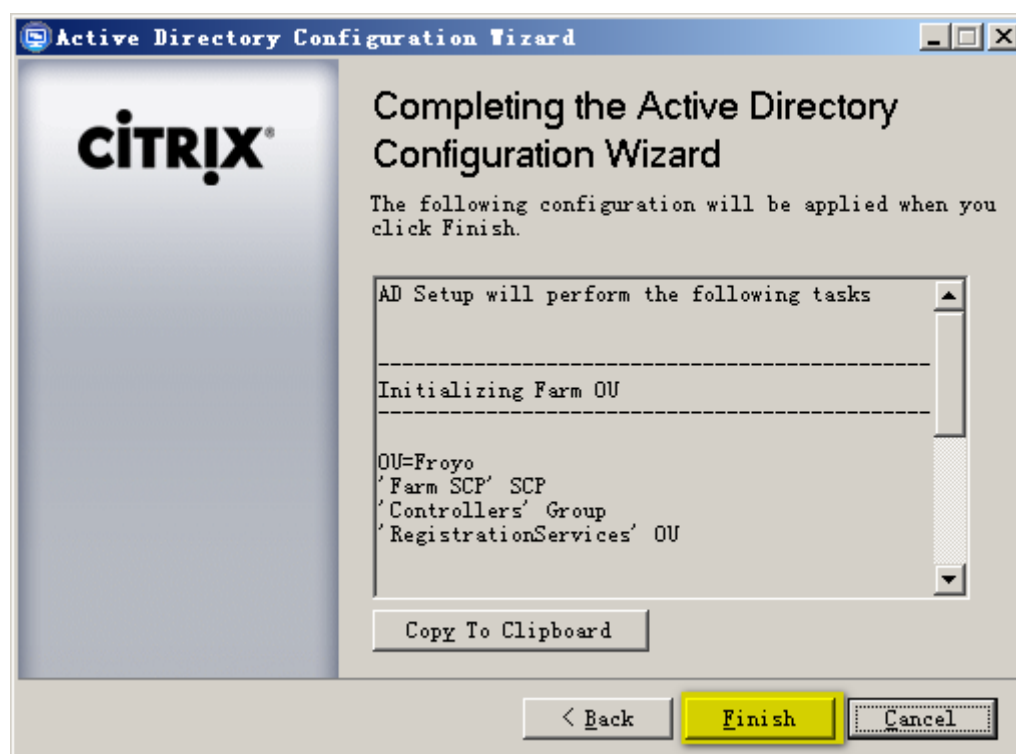 Active Directory Configuration Wizard
CİTRIX®
Completing the Active Directory
Configuration Wizard
The following configuration will be applied when you
click Finish.
AD Setup will perform the following tasks
----------------------------------------------
Initializing Farm OU
----------------------------------------------
OU=Froyo
'Farm SCP' SCP
'Controllers' Group
'RegistrationServices' OU
Copy To Clipboard
< Back
Finish
Cancel